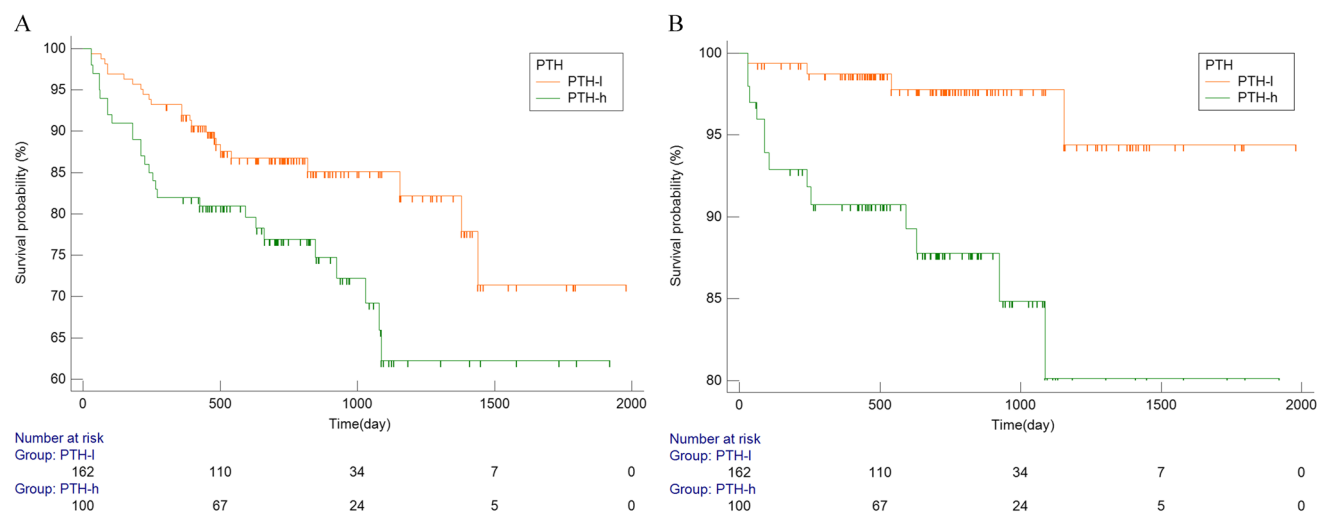 A
Survival probability (%)
100
95
90
85
80
75
70
65
60
PTH
PTH-l
PTH-h
0 500 1000 1500 2000
Time(day)
Number at risk
Group: PTH-l
162 110 34 7 0
Group: PTH-h
100 67 24 5 0
B
Survival probability (%)
100
95
90
85
80
PTH
PTH-l
PTH-h
0 500 1000 1500 2000
Time(day)
Number at risk
Group: PTH-l
162 110 34 7 0
Group: PTH-h
100 67 24 5 0